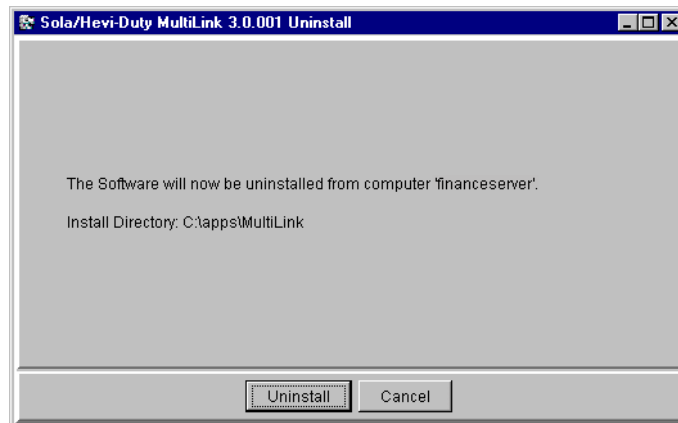 Sola/Hevi-Duty MultiLink 3.0.001 Uninstall
The Software will now be uninstalled from computer 'financeserver'.
Install Directory: C:\apps\MultiLink
Uninstall Cancel